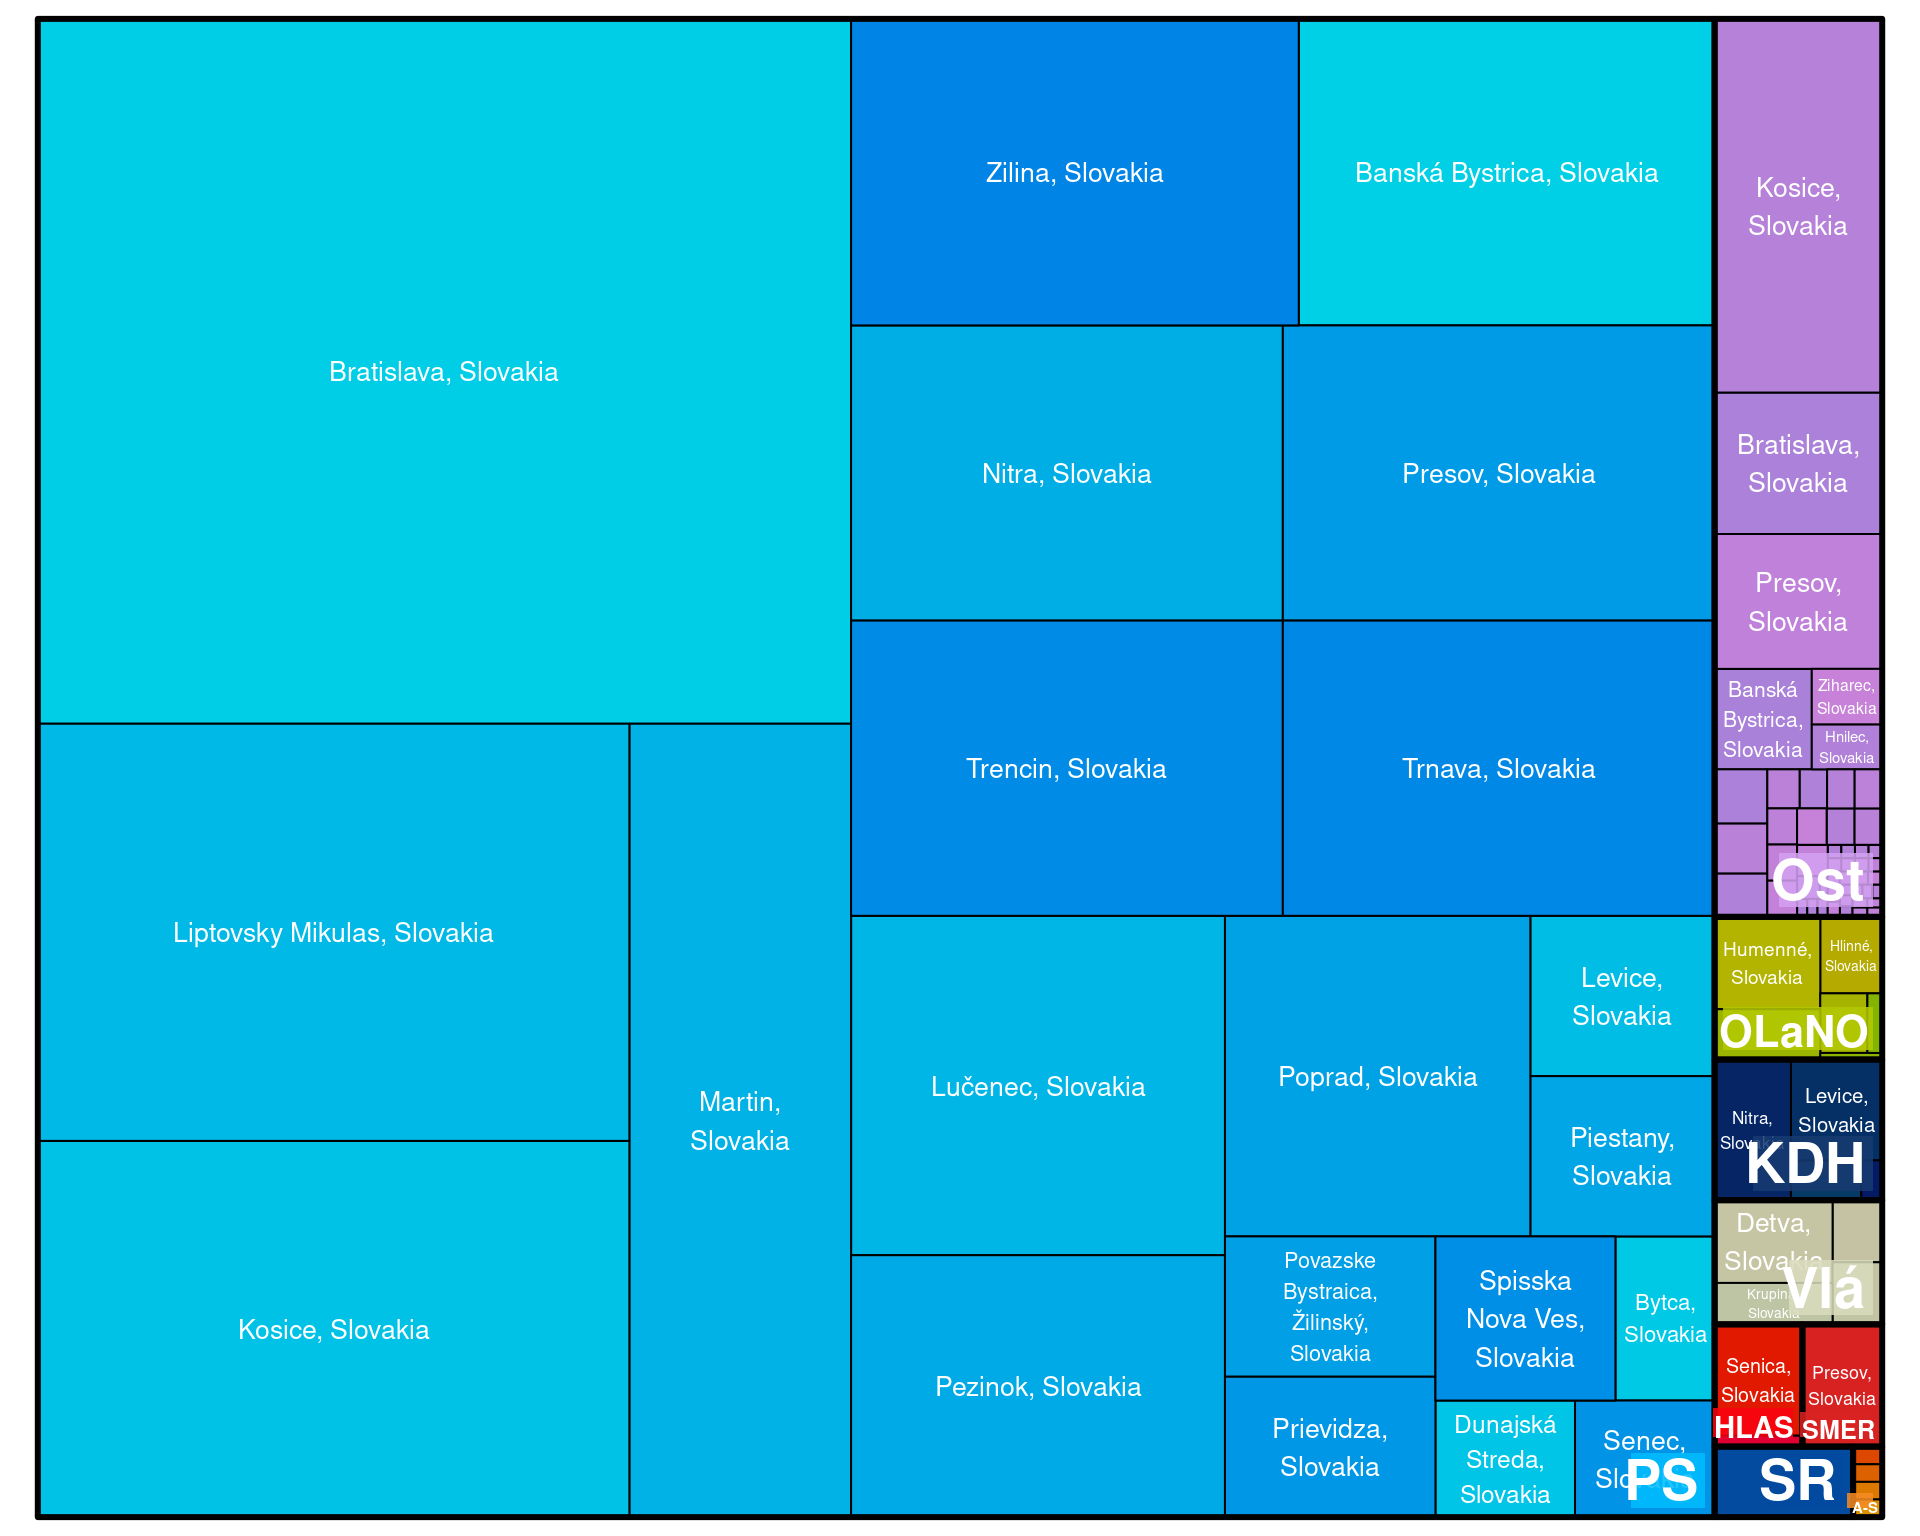 Bratislava, Slovakia
Liptovsky Mikulas, Slovakia
Kosice, Slovakia
Martin,
Slovakia
Zilina, Slovakia
Banská Bystrica, Slovakia
Nitra, Slovakia
Presov, Slovakia
Trencin, Slovakia
Trnava, Slovakia
Lučenec, Slovakia
Pezinok, Slovakia
Poprad, Slovakia
Levice,
Slovakia
Piestany,
Slovakia
Povazske
Bystraica,
Žilinský,
Slovakia
Prievidza,
Slovakia
Spisska
Nova Ves,
Slovakia
Bytca,
Slovakia
Dunajská
Streda,
Slovakia
Senec,
PS
Kosice,
Slovakia
Bratislava,
Slovakia
Presov,
Slovakia
Banská
Bystrica,
Slovakia
Ziharec,
Slovakia
Hnilec,
Slovakia
Ost
Humenné,
Slovakia
Hlinné,
Slovakia
OLaNO
Nitra,
Levice,
Slovakia
KDH
Detva,
Slovakia
Krupina,
Slovakia
Vlá
Senica,
Slovakia
HLAS
Presov,
Slovakia
SMER
SR
A-S